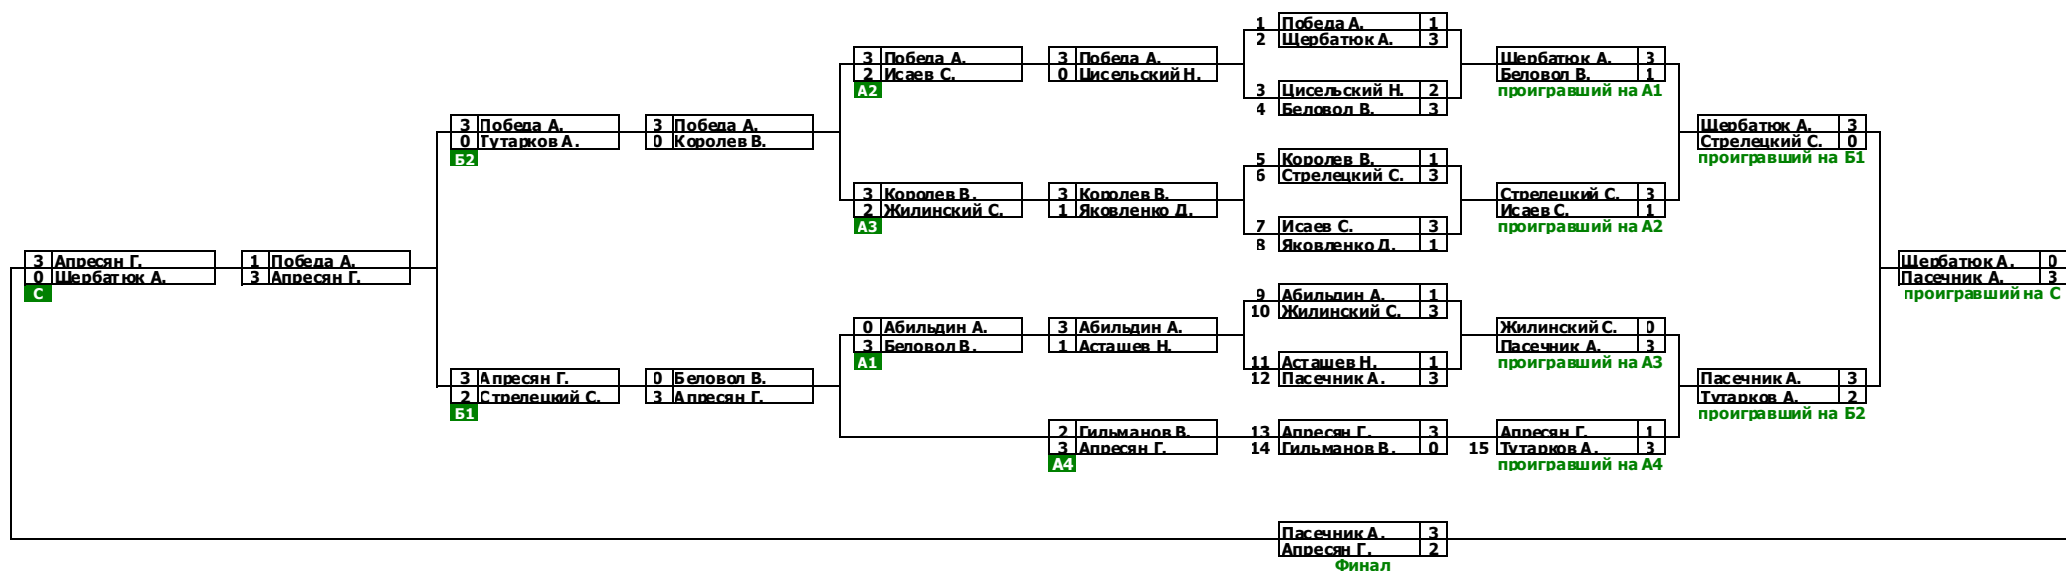 1 Победа А. 1
2 Щербатюк А. 3
3 Победа А.
2 Исаев С.
А2
3 Победа А.
0 Цисельский Н.
Щербатюк А. 3
Беловол В. 1
проигравший на А1
3 Цисельский Н. 2
4 Беловол В. 3
3 Победа А.
0 Тутарков А.
Б2
3 Победа А.
0 Королев В.
Щербатюк А. 3
Стрелецкий С. 0
проигравший на Б1
5 Королев В. 1
6 Стрелецкий С. 3
3 Королев В.
2 Жилинский С.
А3
3 Королев В.
1 Яковленко Д.
Стрелецкий С. 3
Исаев С. 1
проигравший на А2
7 Исаев С. 3
8 Яковленко Д. 1
3 Апресян Г.
0 Щербатюк А.
С
1 Победа А.
3 Апресян Г.
Щербатюк А. 0
Пасечник А. 3
проигравший на С
9 Абильдин А. 1
10 Жилинский С. 3
0 Абильдин А.
3 Беловол В.
А1
3 Абильдин А.
1 Асташев Н.
Жилинский С. 0
Пасечник А. 3
проигравший на А3
11 Асташев Н. 1
12 Пасечник А. 3
3 Апресян Г.
2 Стрелецкий С.
Б1
0 Беловол В.
3 Апресян Г.
Пасечник А. 3
Тутарков А. 2
проигравший на Б2
2 Гильманов В.
3 Апресян Г.
А4
13 Апресян Г. 3
14 Гильманов В. 0
Апресян Г. 1
15 Тутарков А. 3
проигравший на А4
Пасечник А. 3
Апресян Г. 2
Финал